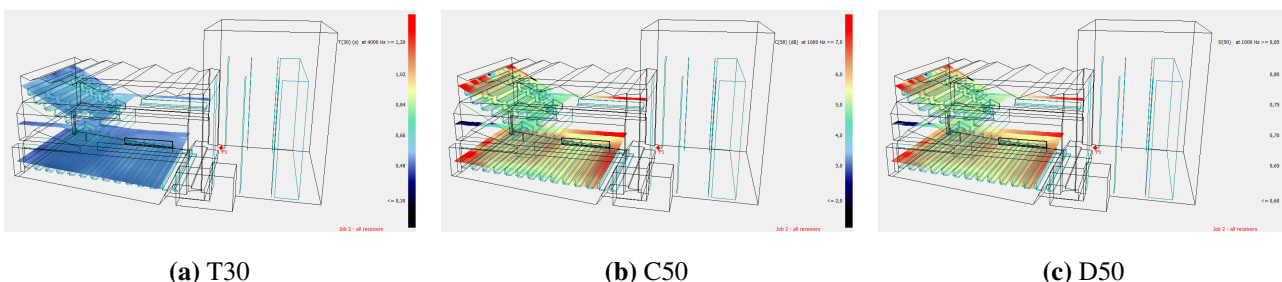 T(30) (s) at 4000 Hz >= 1,20
1,02
0,84
0,66
0,48
<= 0,30
P1
Job 2 - all receivers
C(50) (dB) at 1000 Hz >= 7,0
6,0
5,0
4,0
3,0
<= 2,0
P1
Job 2 - all receivers
D(50) at 1000 Hz >= 0,85
0,80
0,75
0,70
0,65
<= 0,60
P1
Job 2 - all receivers
(a) T30
(b) C50
(c) D50